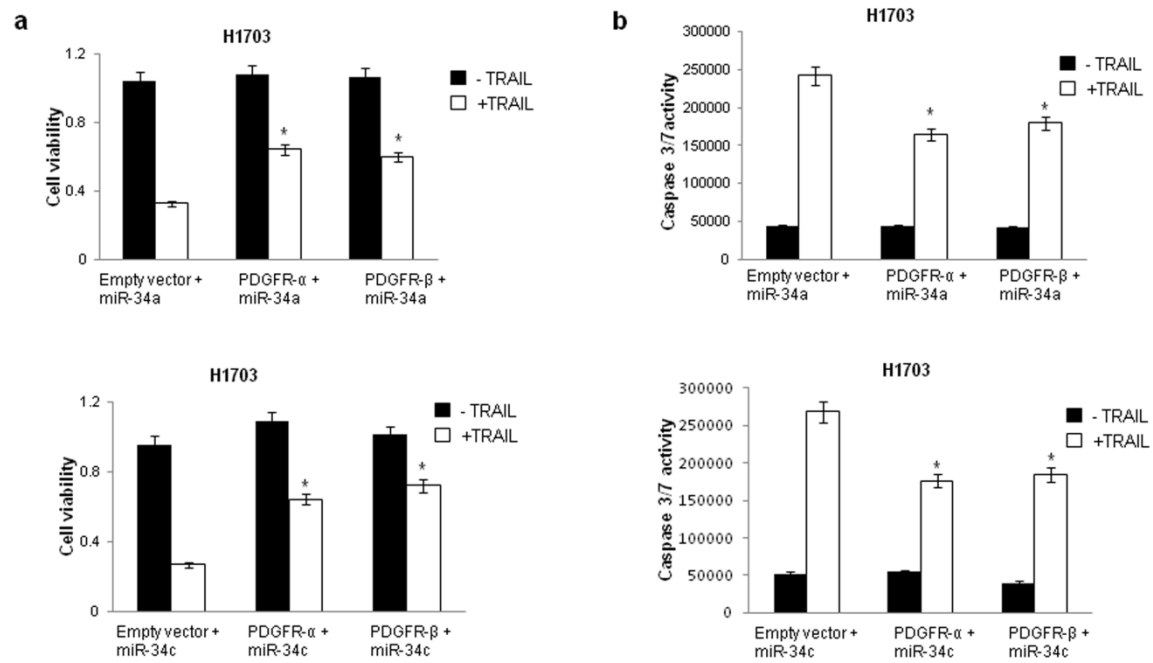 a
H1703
1.2
0.8
0.4
0
Cell viability
- TRAIL
+TRAIL
*
*
Empty vector +
miR-34a
PDGFR-α +
miR-34a
PDGFR-β +
miR-34a
b
H1703
300000
250000
200000
150000
100000
50000
0
Caspase 3/7 activity
- TRAIL
+TRAIL
*
*
Empty vector +
miR-34a
PDGFR-α +
miR-34a
PDGFR-β +
miR-34a
H1703
1.2
0.8
0.4
0
Cell viability
- TRAIL
+TRAIL
*
*
Empty vector +
miR-34c
PDGFR-α +
miR-34c
PDGFR-β +
miR-34c
H1703
300000
250000
200000
150000
100000
50000
0
Caspase 3/7 activity
- TRAIL
+TRAIL
*
*
Empty vector +
miR-34c
PDGFR-α +
miR-34c
PDGFR-β +
miR-34c